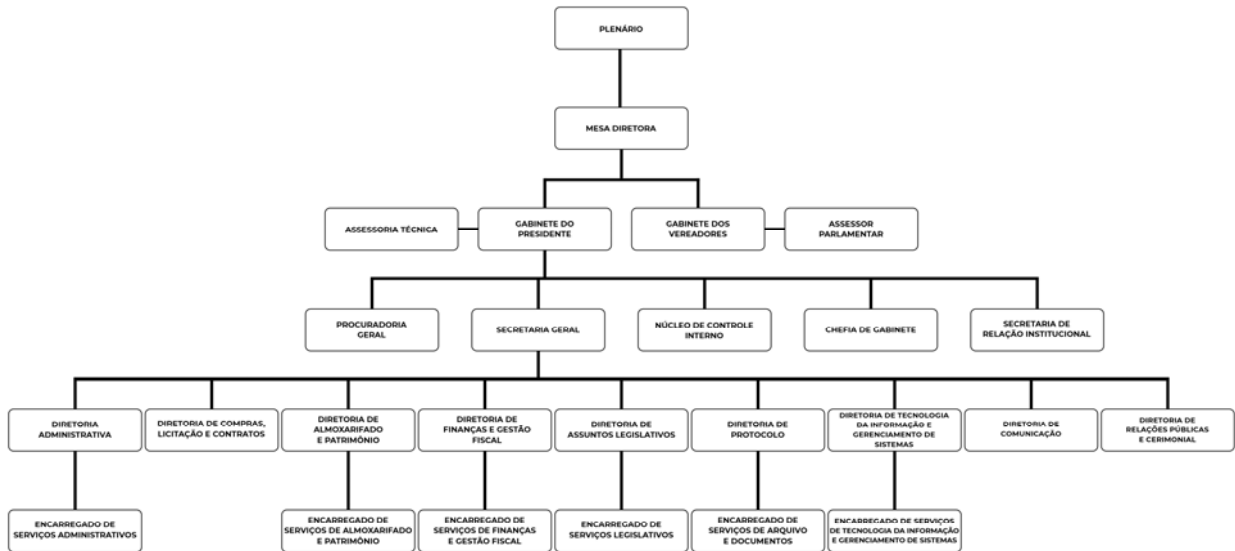 PLENÁRIO
MESA DIRETORA
ASSESSORIA TÉCNICA
GABINETE DO
PRESIDENTE
GABINETE DOS
VEREADORES
ASSESSOR
PARLAMENTAR
PROCURADORIA
GERAL
SECRETARIA GERAL
NÚCLEO DE CONTROLE
INTERNO
CHEFIA DE GABINETE
SECRETARIA DE
RELAÇÃO INSTITUCIONAL
DIRETORIA
ADMINISTRATIVA
DIRETORIA DE COMPRAS,
LICITAÇÃO E CONTRATOS
DIRETORIA DE
ALMOXARIFADO
E PATRIMÔNIO
DIRETORIA DE
FINANÇAS E GESTÃO
FISCAL
DIRETORIA DE
ASSUNTOS LEGISLATIVOS
DIRETORIA DE
PROTOCOLO
DIRETORIA DE TECNOLOGIA
DA INFORMAÇÃO E
GERENCIAMENTO DE
SISTEMAS
DIRETORIA DE
COMUNICAÇÃO
DIRETORIA DE
RELAÇÕES PÚBLICAS
E CERIMONIAL
ENCARREGADO DE
SERVIÇOS ADMINISTRATIVOS
ENCARREGADO DE
SERVIÇOS DE ALMOXARIFADO
E PATRIMÔNIO
ENCARREGADO DE
SERVIÇOS DE FINANÇAS
E GESTÃO FISCAL
ENCARREGADO DE
SERVIÇOS LEGISLATIVOS
ENCARREGADO DE
SERVIÇOS DE ARQUIVO
E DOCUMENTOS
ENCARREGADO DE SERVIÇOS
DE TECNOLOGIA DA INFORMAÇÃO
E GERENCIAMENTO DE SISTEMAS